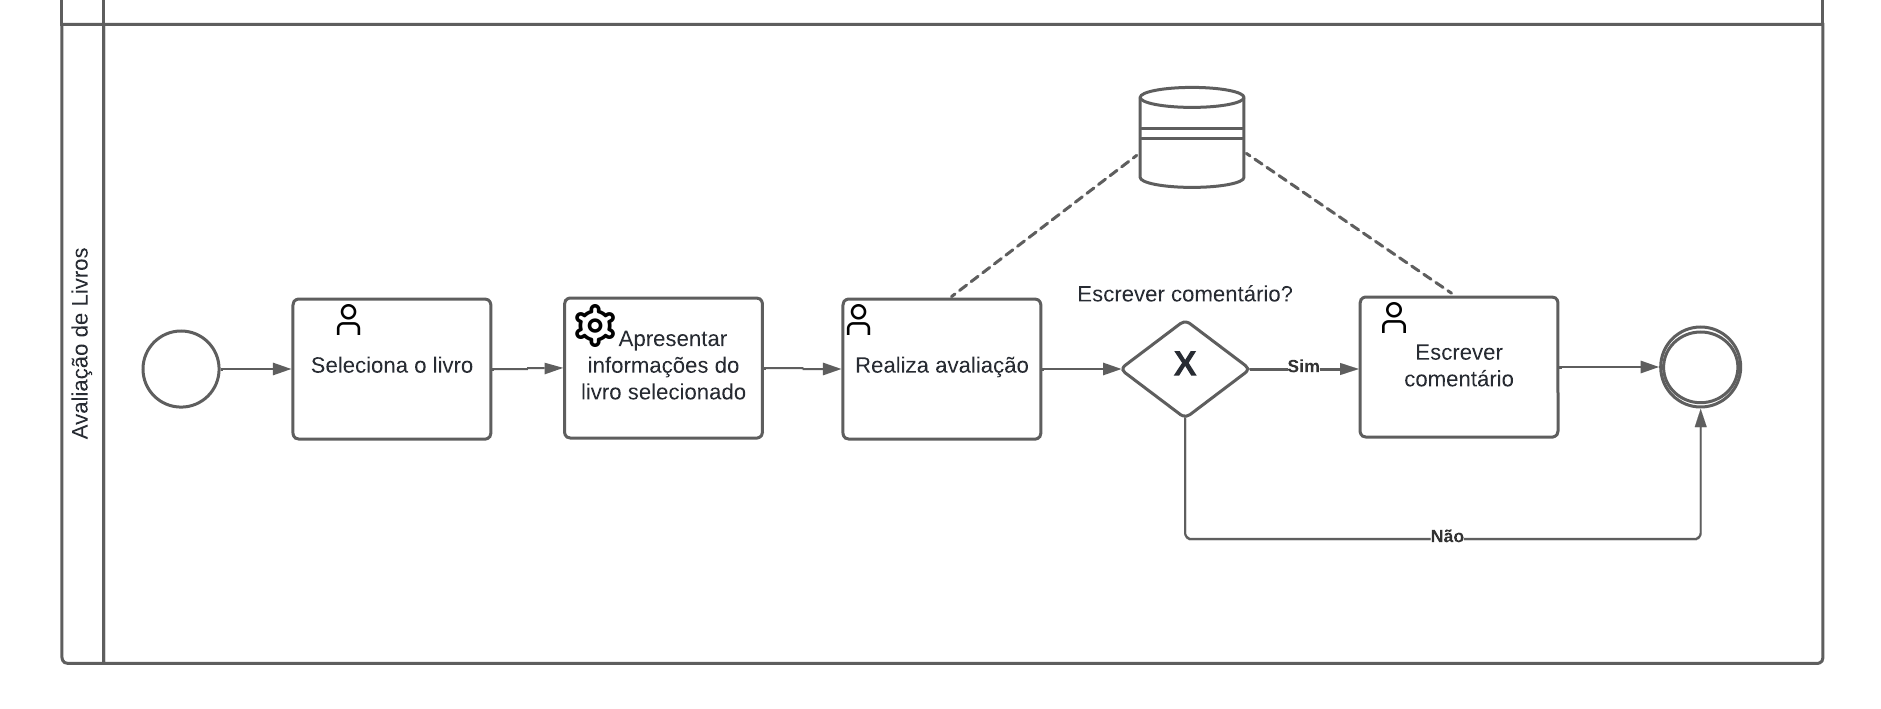 Avaliação de Livros
Seleciona o livro
Apresentar
informações do
livro selecionado
Realiza avaliação
Escrever comentário?
X
Sim
Escrever
comentário
Não